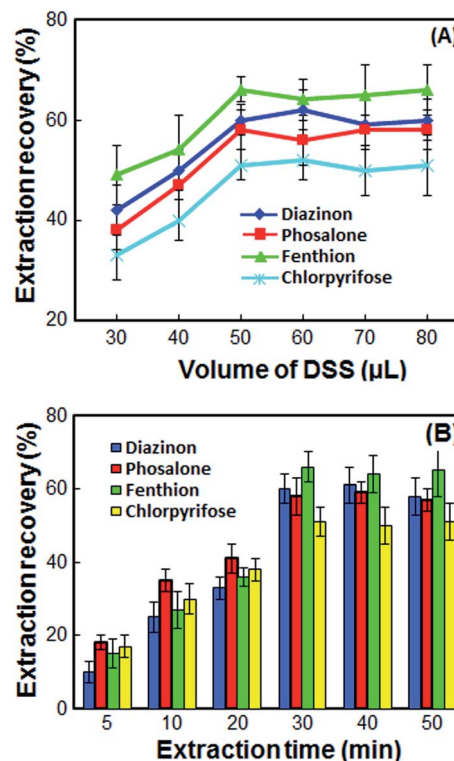 (A)
Extraction recovery (%)
80
60
40
20
Diazinon
Phosalone
Fenthion
Chlorpyrifose
30 40 50 60 70 80
Volume of DSS (µL)
(B)
Extraction recovery (%)
80
60
40
20
0
Diazinon
Phosalone
Fenthion
Chlorpyrifose
5 10 20 30 40 50
Extraction time (min)